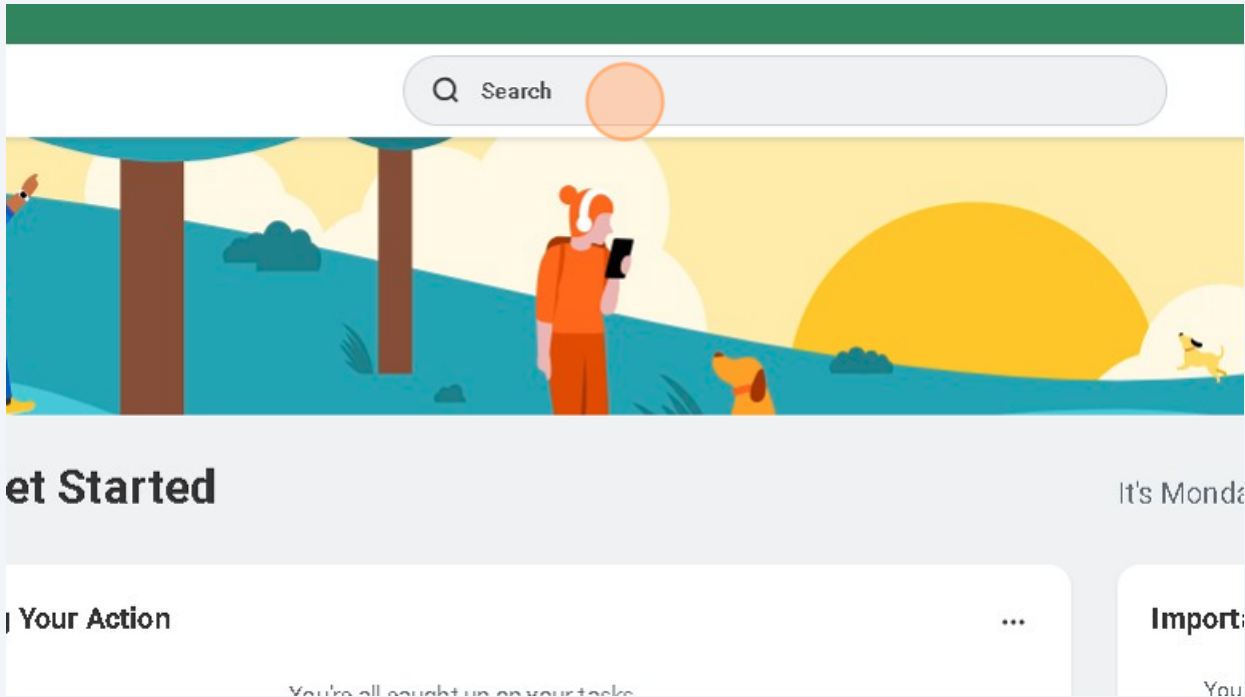 Search
et Started
It's Monda
Your Action
Importa
You're all caught up on your tasks
You